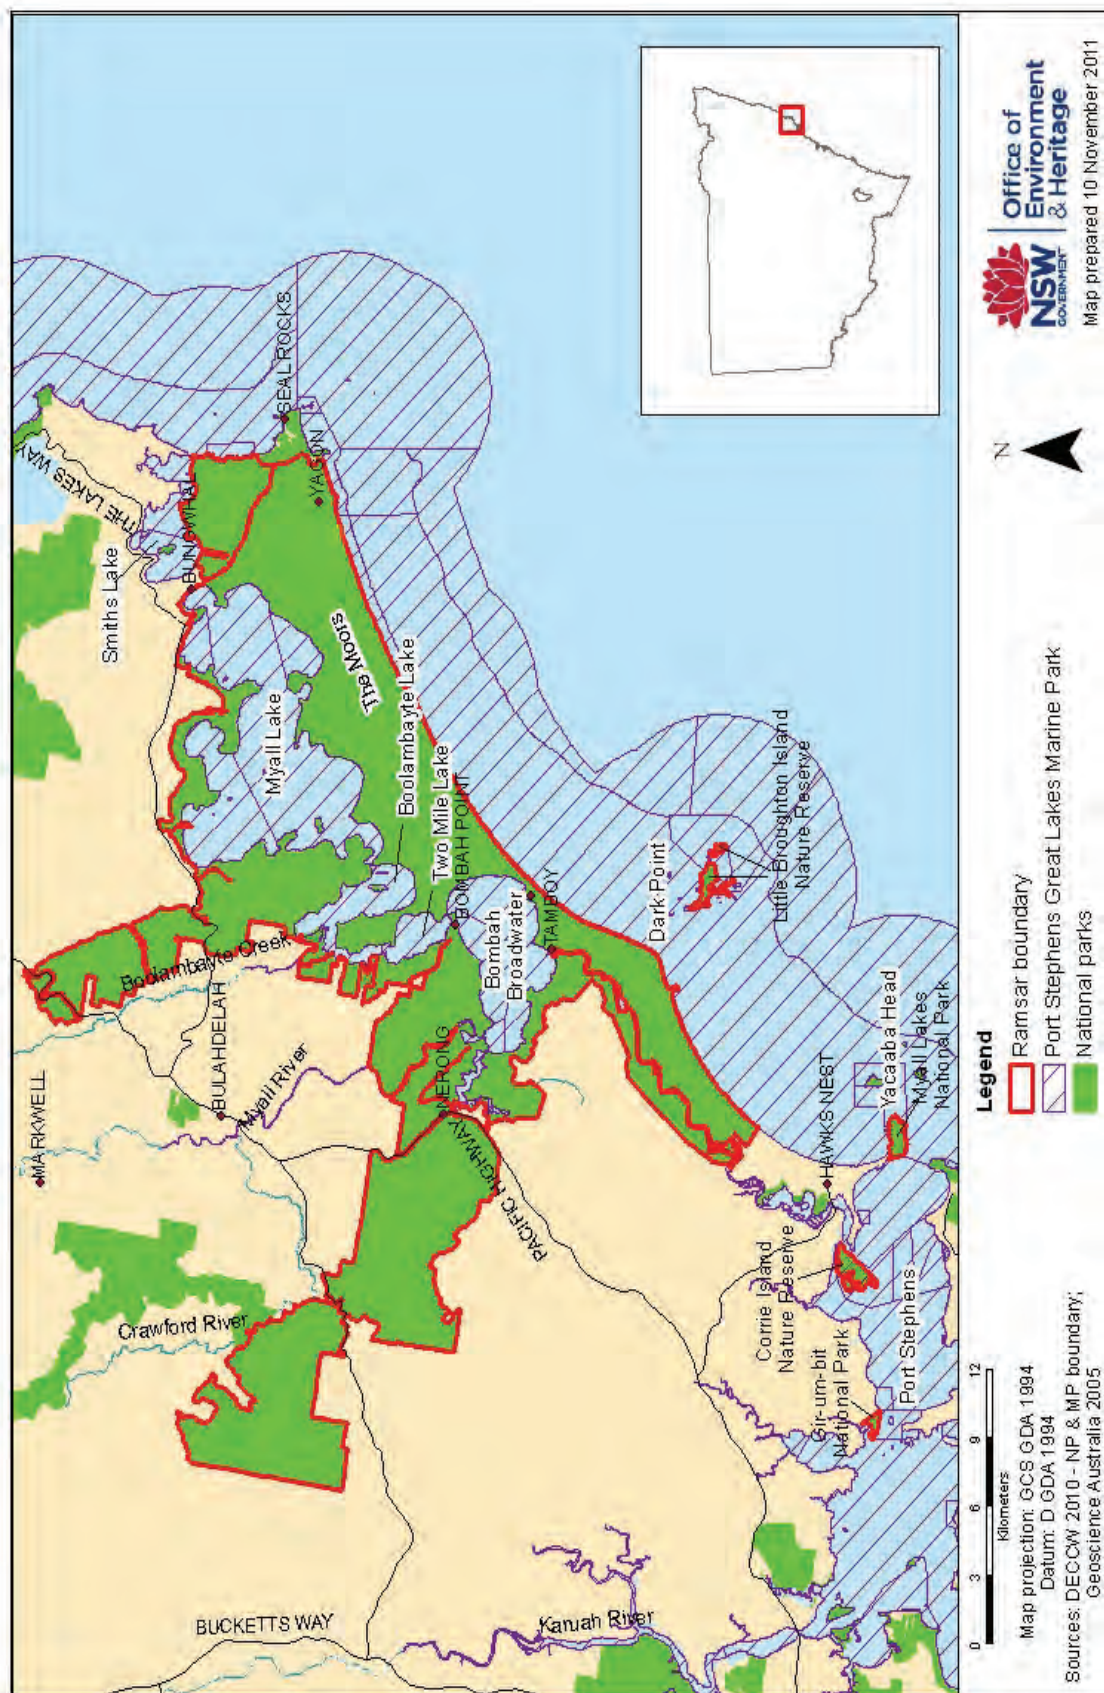 MARKWELL
BULAHDELAH
Myall River
Boolambayte Creek
Crawford River
BUCKETTS WAY
Karuah River
PACIFIC HIGHWAY
NERONG
THE LAKES WAY
Smiths Lake
BUNGWHAL
SEAL ROCKS
YAGON
The Moors
Myall Lake
Boolambayte Lake
Two Mile Lake
BOMBAH POINT
Bombah
Broadwater
TAMBOY
Dark Point
Little Broughton Island
Nature Reserve
HAWKS NEST
Yacaaba Head
Myall Lakes
National Park
Corrie Island
Nature Reserve
Gir-um-bit
National Park
Port Stephens
0 3 6 9 12
Kilometers
Map projection: GCS GDA 1994
Datum: D GDA 1994
Sources: DECCW 2010 - NP & MP boundary;
Geoscience Australia 2005
Legend
Ramsar boundary
Port Stephens Great Lakes Marine Park
National parks
N
NSW
GOVERNMENT
Office of
Environment
& Heritage
Map prepared 10 November 2011